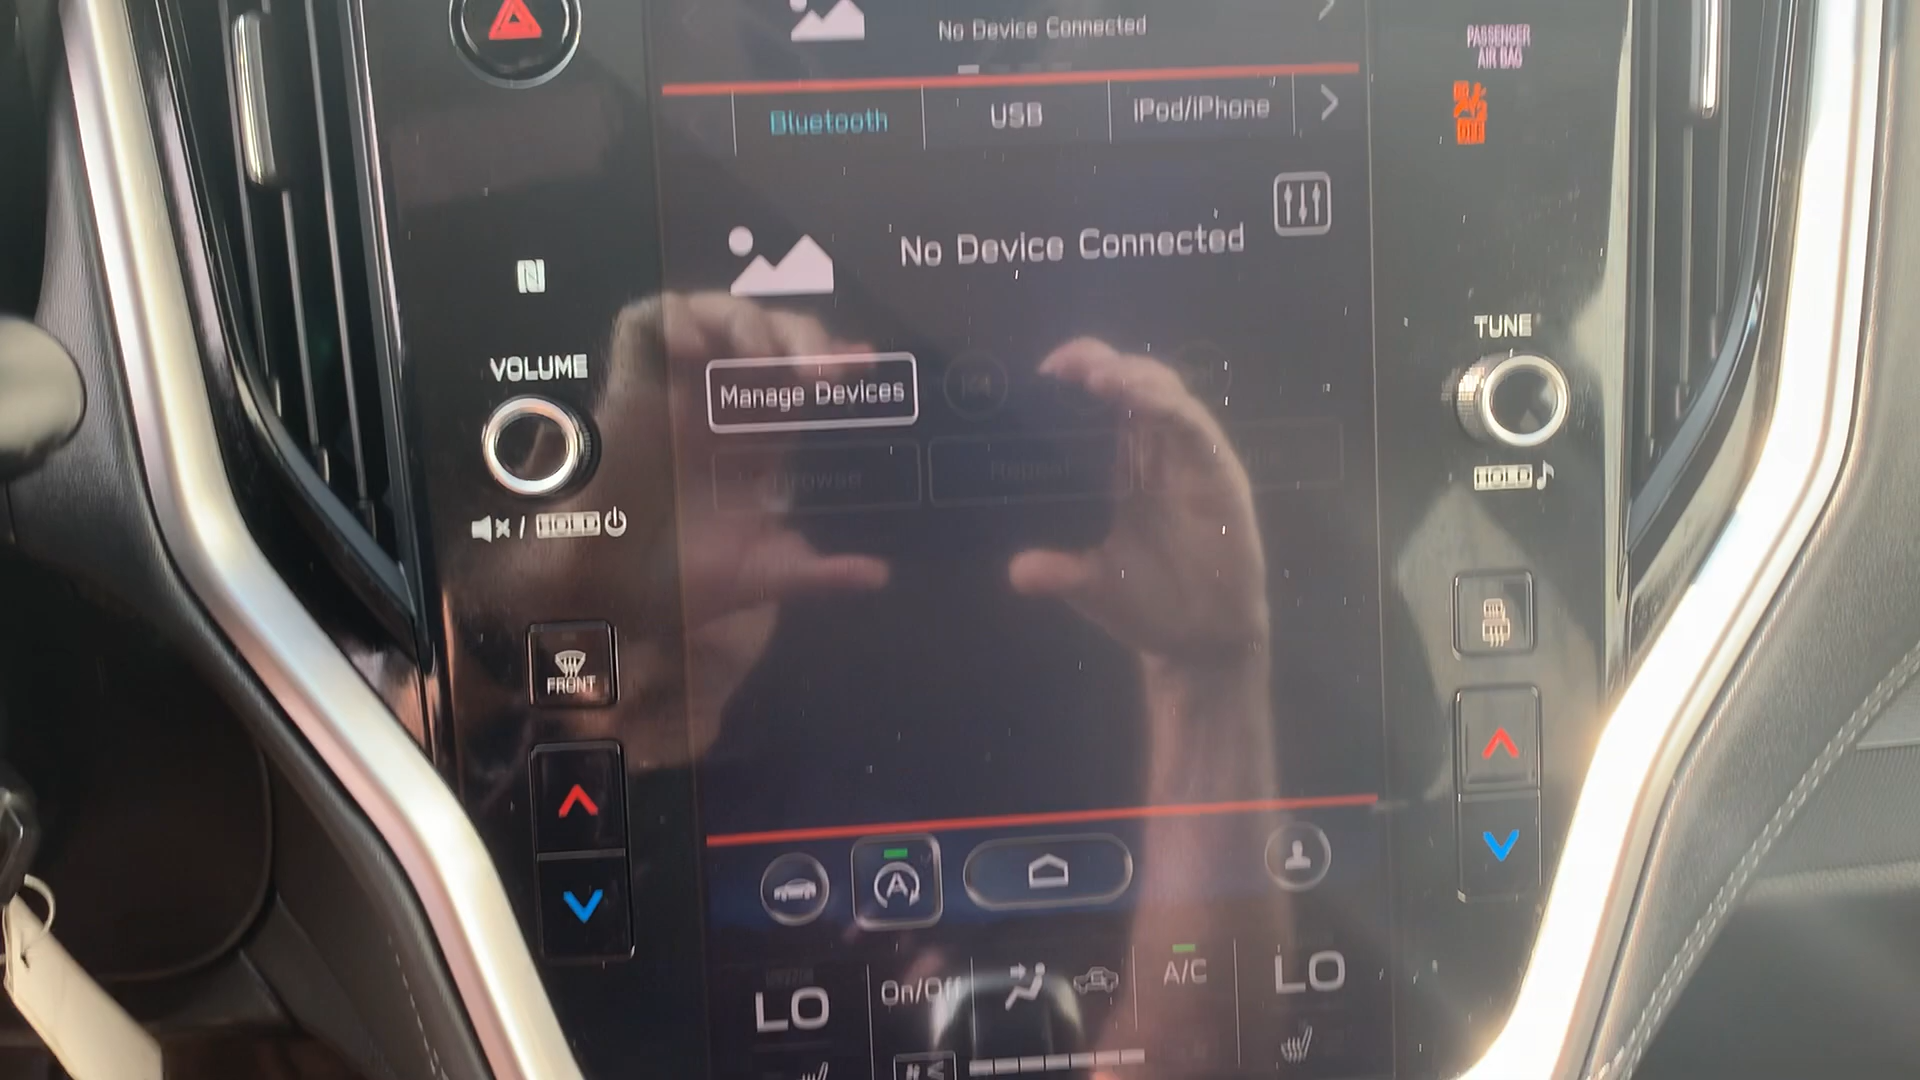 No Device Connected
PASSENGER
AIR BAG
OFF
Bluetooth
USB
iPod/iPhone
No Device Connected
TUNE
VOLUME
Manage Devices
Browse
Repeat
HOLD
/ HOLD
FRONT
A
On/Off
A/C
LO
LO